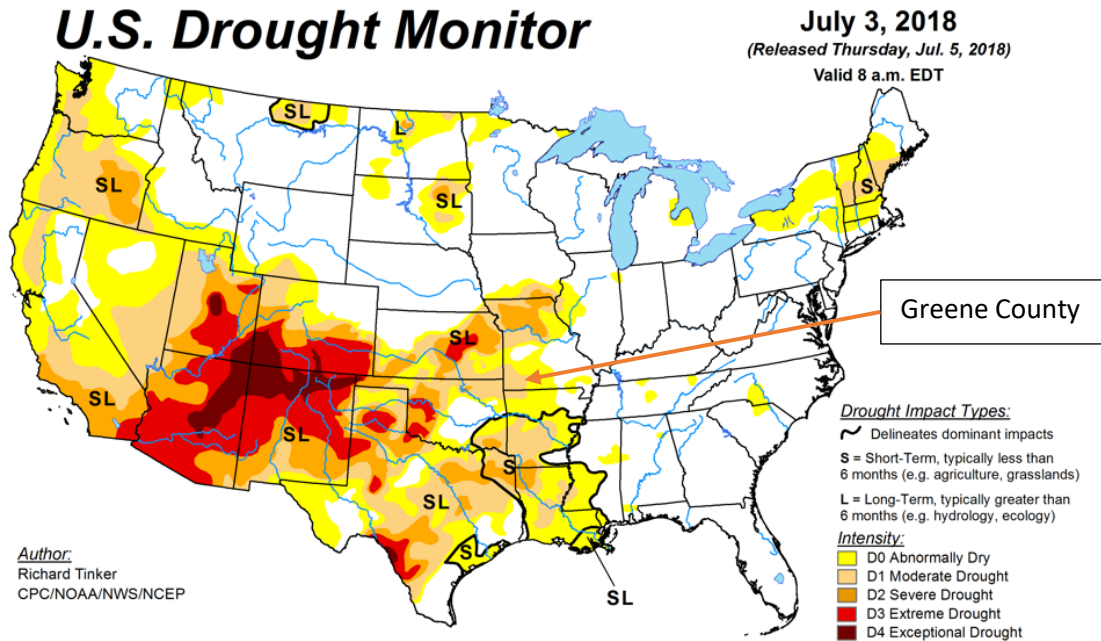 U.S. Drought Monitor
July 3, 2018
(Released Thursday, Jul. 5, 2018)
Valid 8 a.m. EDT
SL
L
SL
SL
S
SL
Greene County
SL
SL
SL
S
SL
S
SL
Drought Impact Types:
Delineates dominant impacts
S = Short-Term, typically less than
6 months (e.g. agriculture, grasslands)
L = Long-Term, typically greater than
6 months (e.g. hydrology, ecology)
Intensity:
D0 Abnormally Dry
D1 Moderate Drought
D2 Severe Drought
D3 Extreme Drought
D4 Exceptional Drought
Author:
Richard Tinker
CPC/NOAA/NWS/NCEP